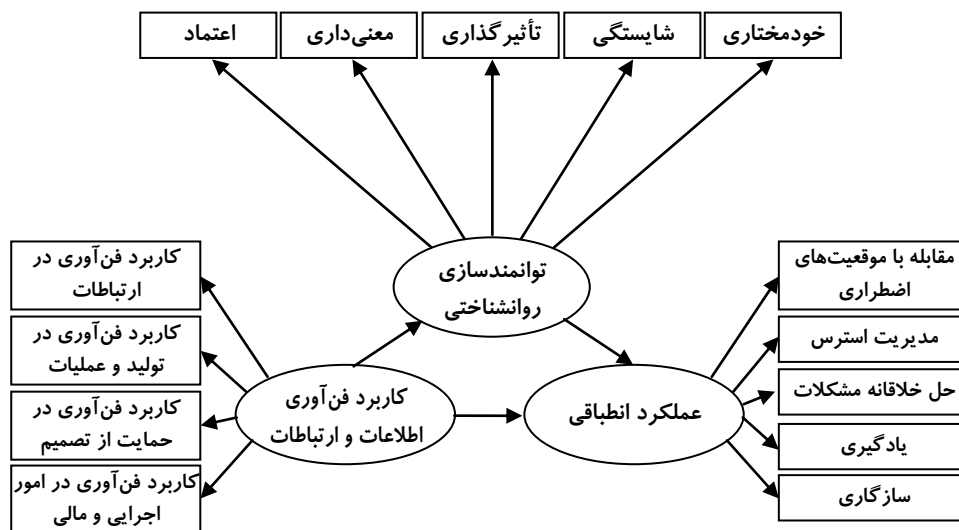 خودمختاری
شایستگی
تأثیرگذاری
معنی‌داری
اعتماد
توانمندسازی
روانشناختی
مقابله با موقعیت‌های
اضطراری
مدیریت استرس
حل خلاقانه مشکلات
یادگیری
سازگاری
عملکرد انطباقی
کاربرد فن‌آوری
اطلاعات و ارتباطات
کاربرد فن‌آوری در
ارتباطات
کاربرد فن‌آوری در
تولید و عملیات
کاربرد فن‌آوری در
حمایت از تصمیم
کاربرد فن‌آوری در امور
اجرایی و مالی